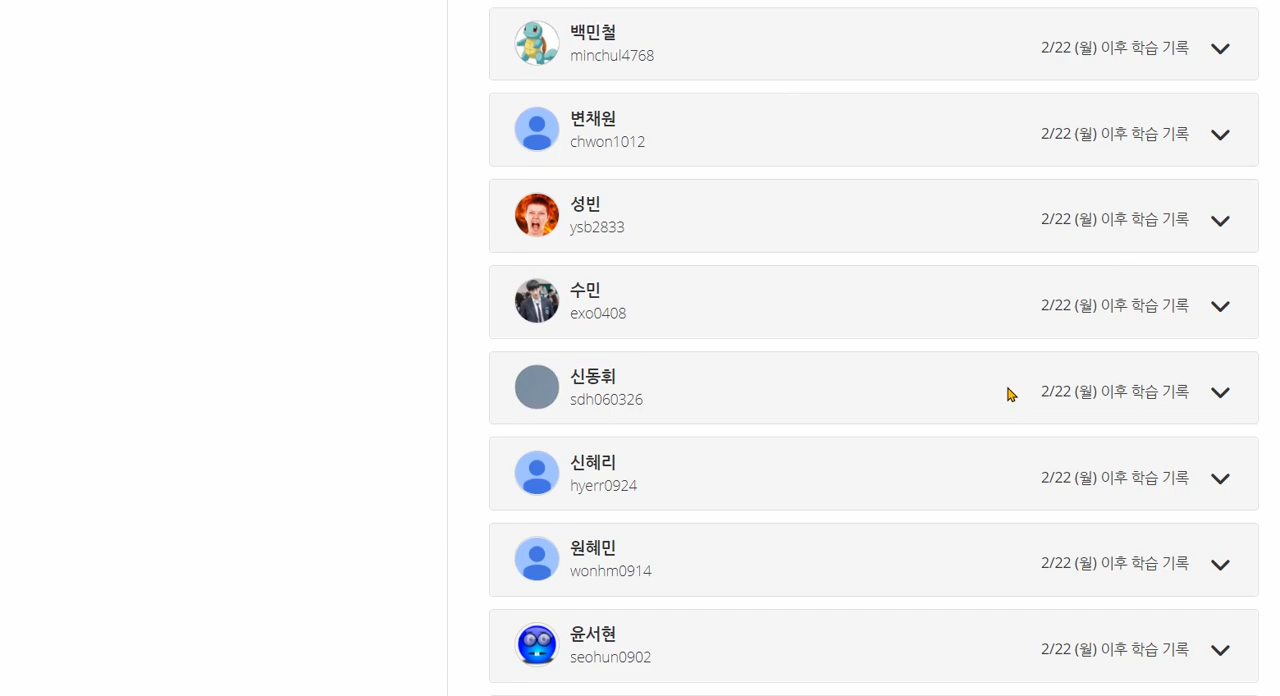 백민철
minchul4768
2/22 (월) 이후 학습 기록
변채원
chwon1012
2/22 (월) 이후 학습 기록
성빈
ysb2833
2/22 (월) 이후 학습 기록
수민
exo0408
2/22 (월) 이후 학습 기록
신동휘
sdh060326
2/22 (월) 이후 학습 기록
신혜리
hyerr0924
2/22 (월) 이후 학습 기록
원혜민
wonhm0914
2/22 (월) 이후 학습 기록
윤서현
seohun0902
2/22 (월) 이후 학습 기록